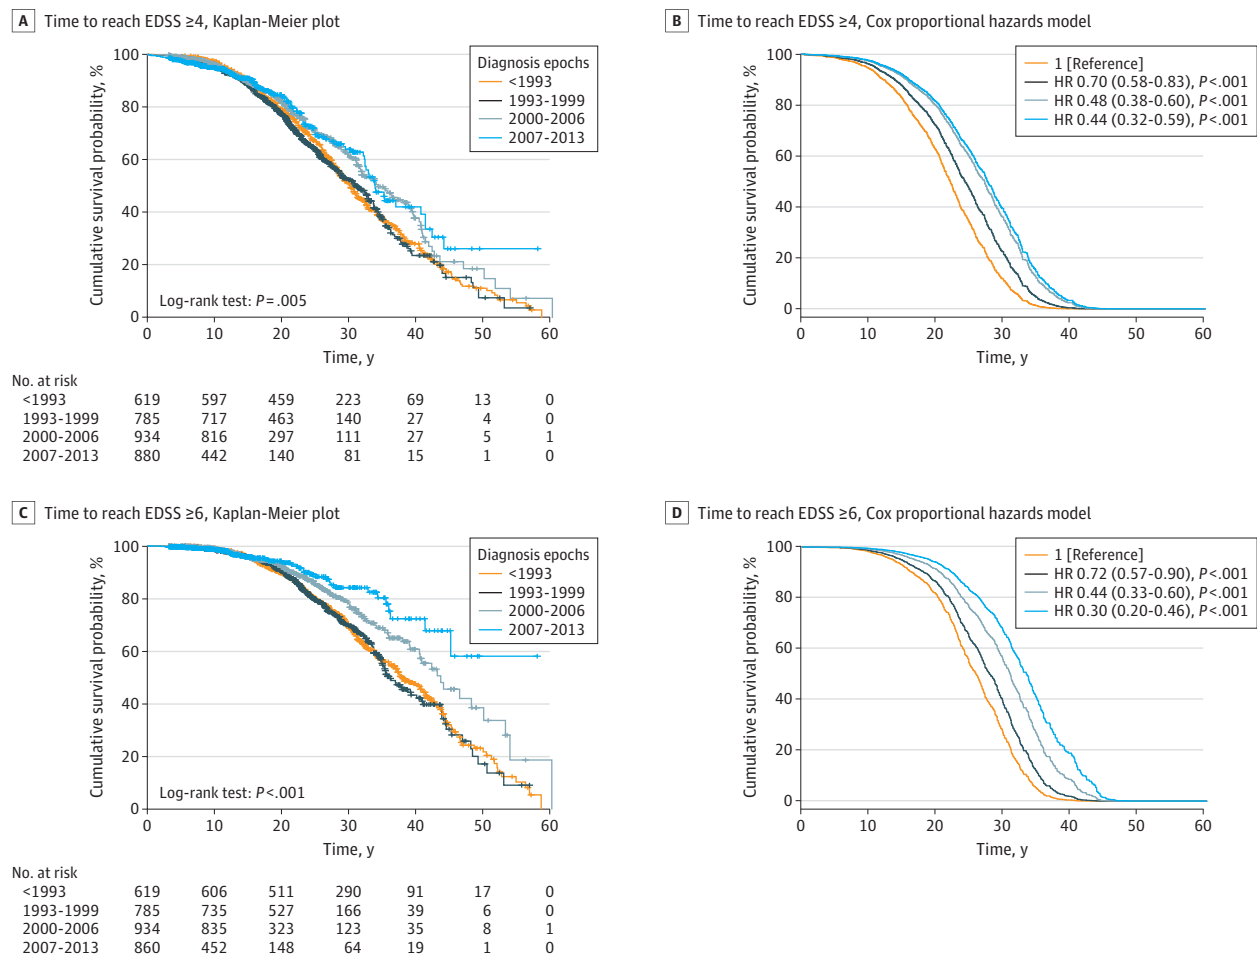 A Time to reach EDSS ≥4, Kaplan-Meier plot
100
80
60
40
20
0
Cumulative survival probability, %
Diagnosis epochs
<1993
1993-1999
2000-2006
2007-2013
Log-rank test: P = .005
0 10 20 30 40 50 60
Time, y
No. at risk
<1993 619 597 459 223 69 13 0
1993-1999 785 717 463 140 27 4 0
2000-2006 934 816 297 111 27 5 1
2007-2013 880 442 140 81 15 1 0
B Time to reach EDSS ≥4, Cox proportional hazards model
100
80
60
40
20
0
Cumulative survival probability, %
1 [Reference]
HR 0.70 (0.58-0.83), P<.001
HR 0.48 (0.38-0.60), P<.001
HR 0.44 (0.32-0.59), P<.001
0 10 20 30 40 50 60
Time, y
C Time to reach EDSS ≥6, Kaplan-Meier plot
100
80
60
40
20
0
Cumulative survival probability, %
Diagnosis epochs
<1993
1993-1999
2000-2006
2007-2013
Log-rank test: P<.001
0 10 20 30 40 50 60
Time, y
No. at risk
<1993 619 606 511 290 91 17 0
1993-1999 785 735 527 166 39 6 0
2000-2006 934 835 323 123 35 8 1
2007-2013 860 452 148 64 19 1 0
D Time to reach EDSS ≥6, Cox proportional hazards model
100
80
60
40
20
0
Cumulative survival probability, %
1 [Reference]
HR 0.72 (0.57-0.90), P<.001
HR 0.44 (0.33-0.60), P<.001
HR 0.30 (0.20-0.46), P<.001
0 10 20 30 40 50 60
Time, y